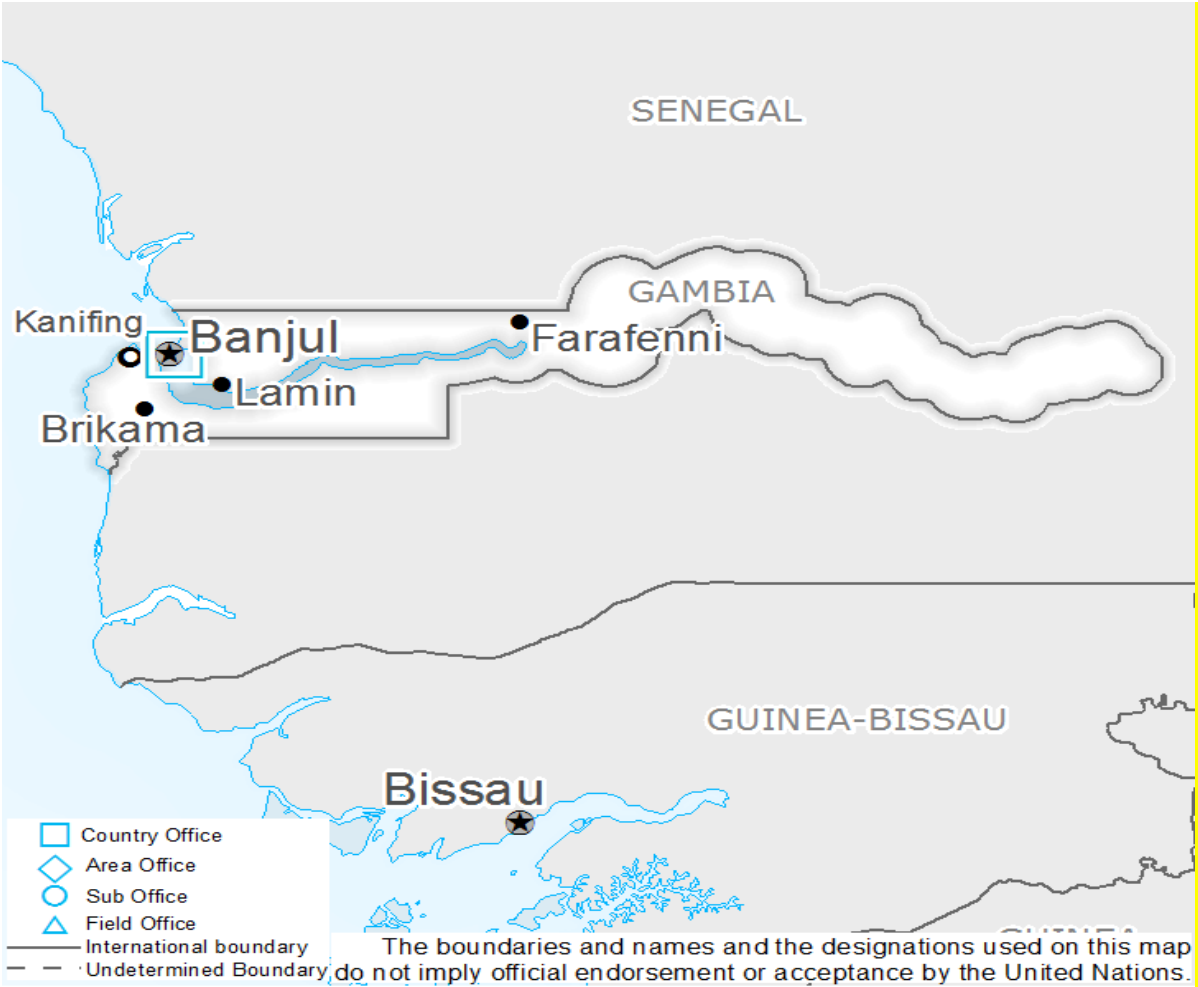 SENEGAL
GAMBIA
Kanifing
Banjul
Farafenni
Lamin
Brikama
GUINEA-BISSAU
Bissau
Country Office
Area Office
Sub Office
Field Office
GUINEA
International boundary
Undetermined Boundary
The boundaries and names and the designations used on this map
do not imply official endorsement or acceptance by the United Nations.